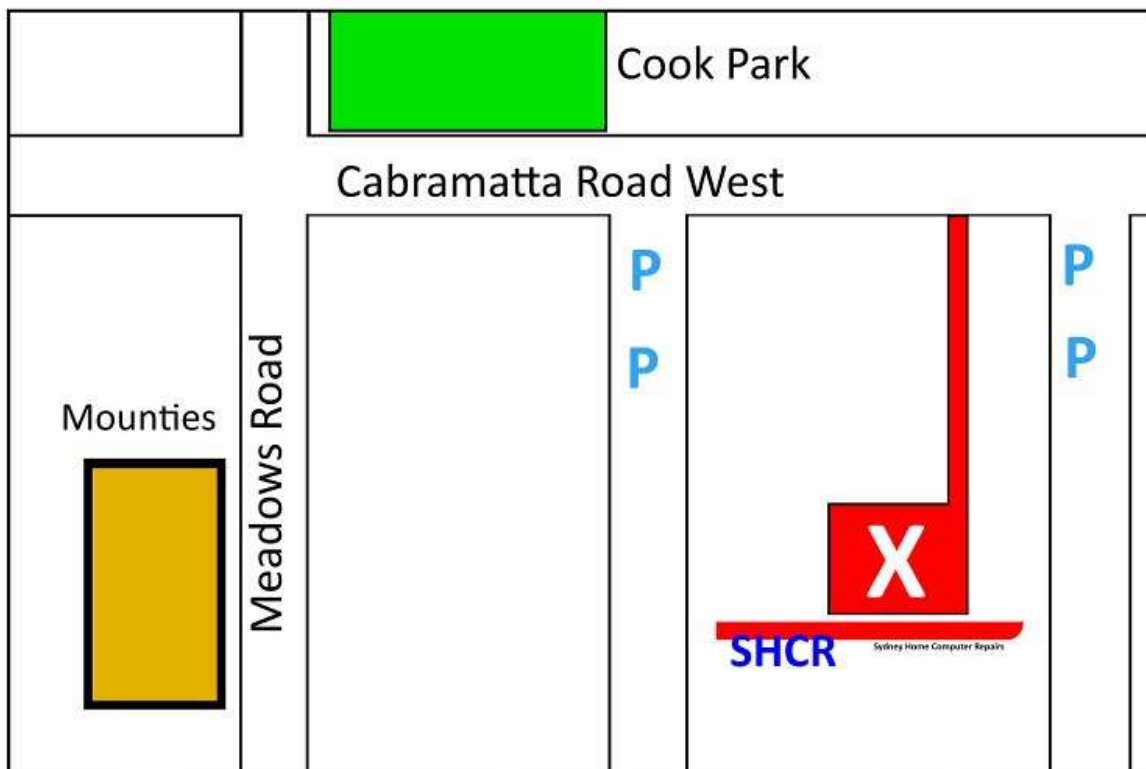 Cook Park
Cabramatta Road West
P
P
P
P
Mounties
Meadows Road
X
SHCR
Sydney Home Computer Repairs